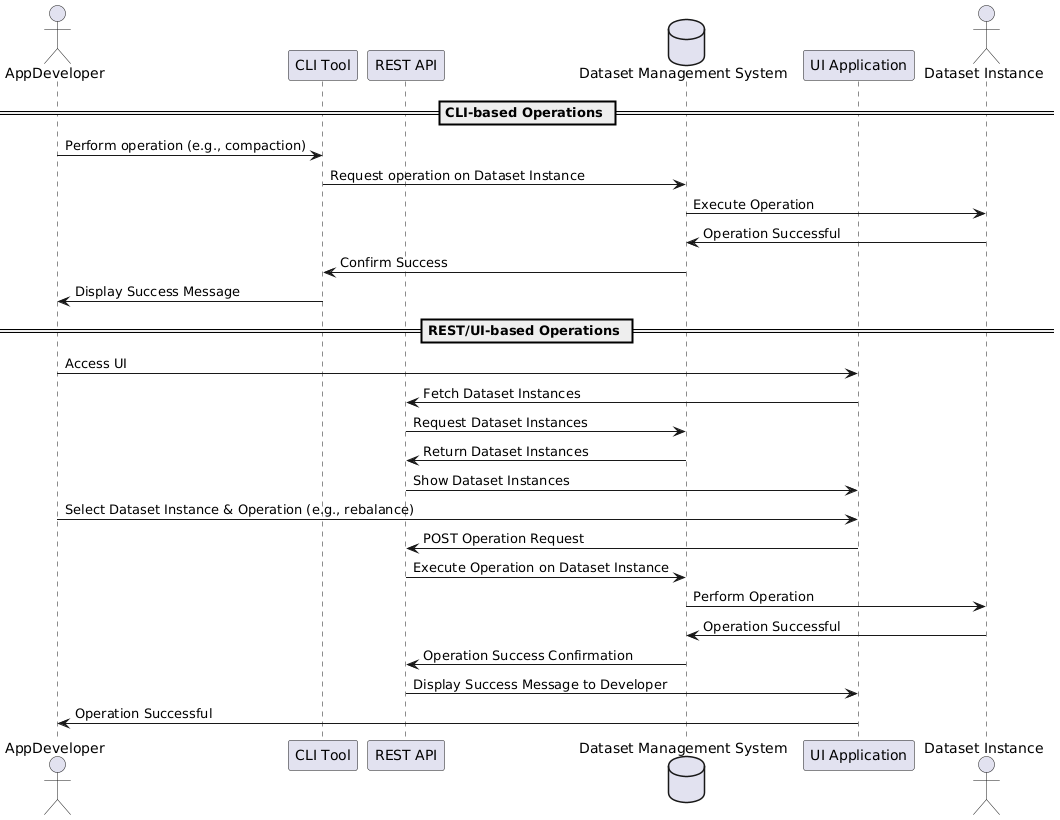 AppDeveloper
CLI Tool
REST API
Dataset Management System
UI Application
Dataset Instance
CLI-based Operations
Perform operation (e.g., compaction)
Request operation on Dataset Instance
Execute Operation
Operation Successful
Confirm Success
Display Success Message
REST/UI-based Operations
Access UI
Fetch Dataset Instances
Request Dataset Instances
Return Dataset Instances
Show Dataset Instances
Select Dataset Instance & Operation (e.g., rebalance)
POST Operation Request
Execute Operation on Dataset Instance
Perform Operation
Operation Successful
Operation Success Confirmation
Display Success Message to Developer
Operation Successful
AppDeveloper
CLI Tool
REST API
Dataset Management System
UI Application
Dataset Instance